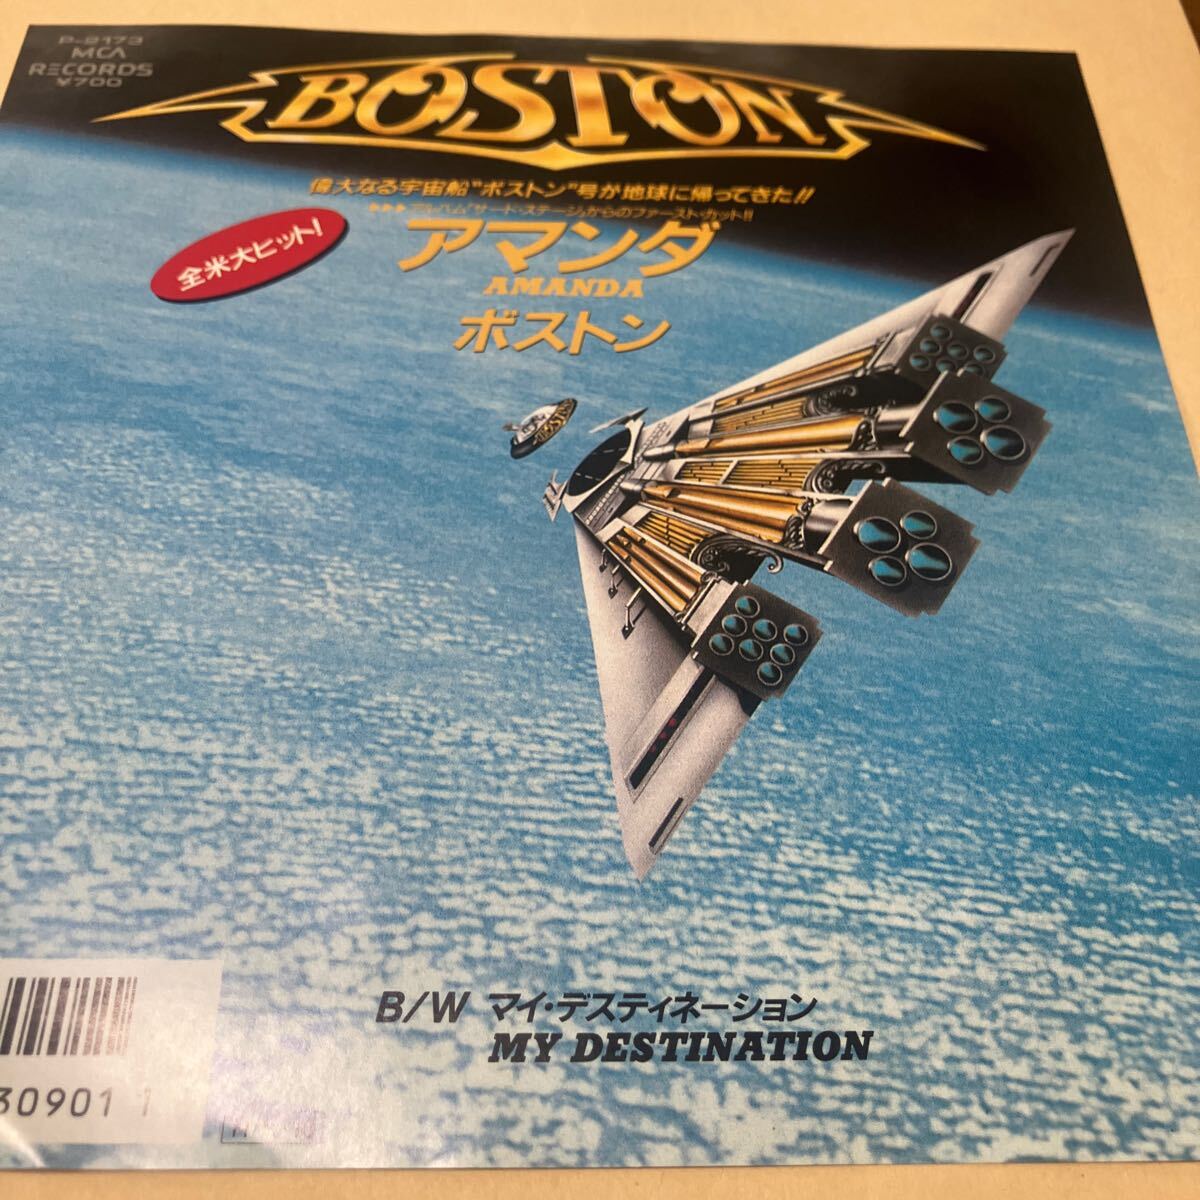 P-2173
MCA
RECORDS
¥700
BOSTON
偉大なる宇宙船"ボストン"号が地球に帰ってきた!!
▶▶▶ アルバム「サード・ステージ」からのファースト・カット!!
全米大ヒット!
アマンダ
AMANDA
ボストン
BOSTON
B/W マイ・デスティネーション
MY DESTINATION
30901 1